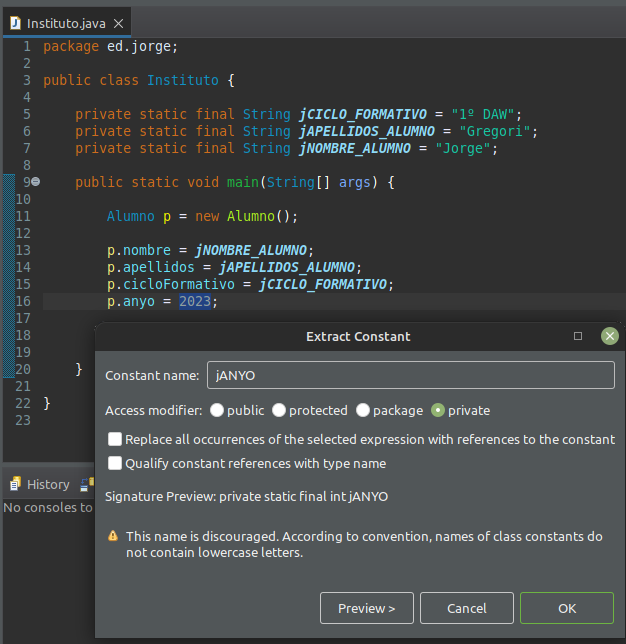 Instituto.java
1 package ed.jorge;
2
3 public class Instituto {
4
5 private static final String jCICLO_FORMATIVO = "1º DAW";
6 private static final String jAPELLIDOS_ALUMNO = "Gregori";
7 private static final String jNOMBRE_ALUMNO = "Jorge";
8
9 public static void main(String[] args) {
10
11 Alumno p = new Alumno();
12
13 p.nombre = jNOMBRE_ALUMNO;
14 p.apellidos = jAPELLIDOS_ALUMNO;
15 p.cicloFormativo = jCICLO_FORMATIVO;
16 p.anyo = 2023;
17
18
19
20 }
21
22 }
23
Extract Constant
Constant name: jANYO
Access modifier: public protected package private
Replace all occurrences of the selected expression with references to the constant
Qualify constant references with type name
Signature Preview: private static final int jANYO
This name is discouraged. According to convention, names of class constants do
not contain lowercase letters.
Preview > Cancel OK
History
No consoles to